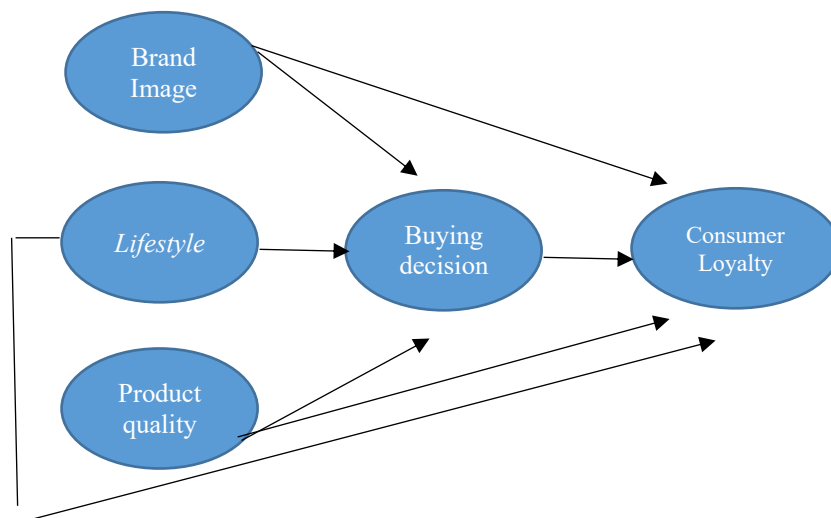 Brand
Image
Lifestyle
Buying
decision
Consumer
Loyalty
Product
quality